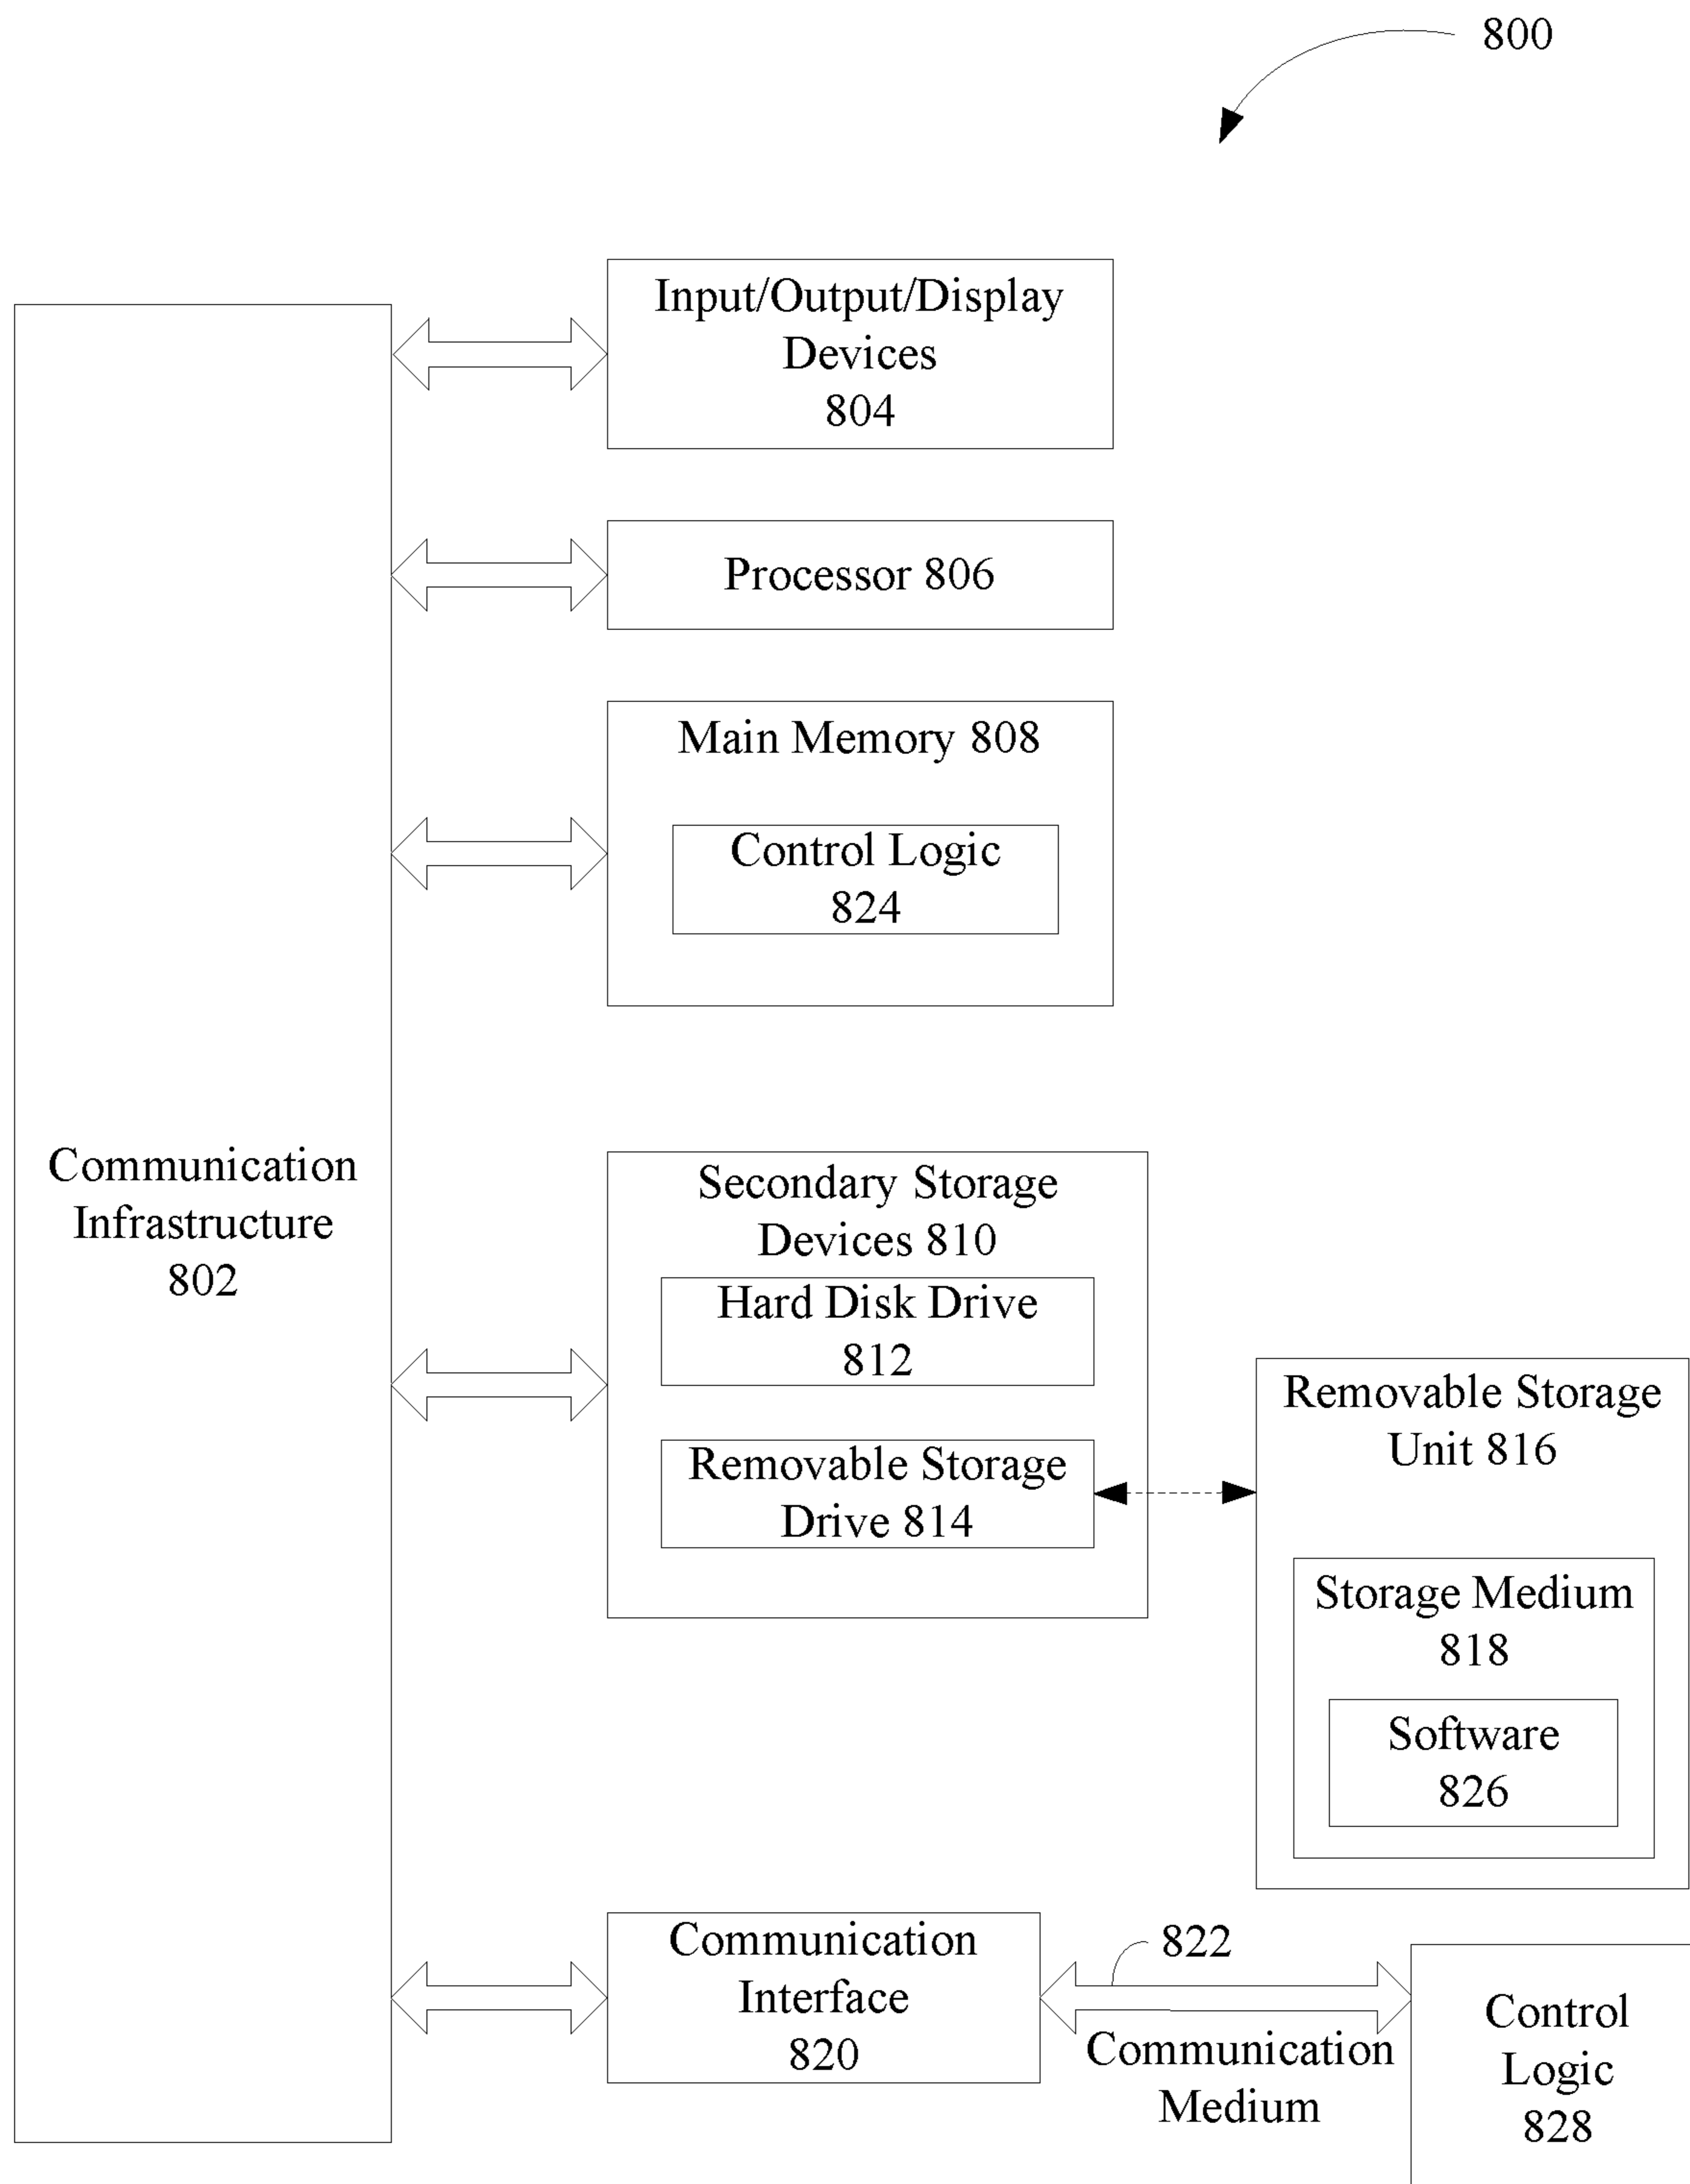 800
Input/Output/Display
Devices
804
Processor 806
Main Memory 808
Control Logic
824
Communication
Infrastructure
802
Secondary Storage
Devices 810
Hard Disk Drive
812
Removable Storage
Drive 814
Removable Storage
Unit 816
Storage Medium
818
Software
826
Communication
Interface
820
822
Communication
Medium
Control
Logic
828